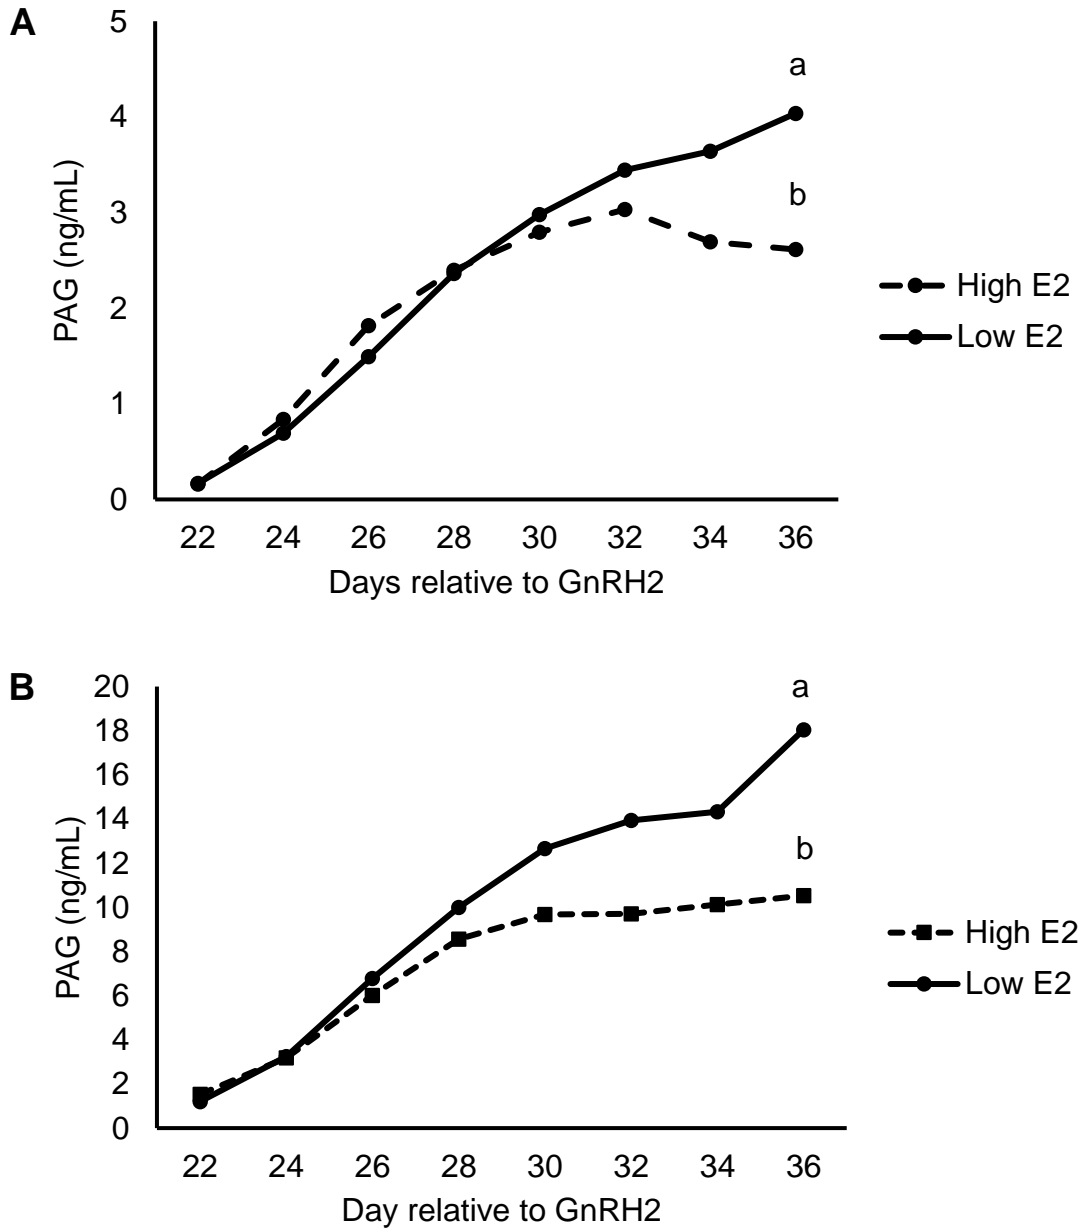 A
5
4
3
2
1
0
PAG (ng/mL)
a
b
22 24 26 28 30 32 34 36
Days relative to GnRH2
High E2
Low E2
B
20
18
16
14
12
10
8
6
4
2
0
PAG (ng/mL)
a
b
22 24 26 28 30 32 34 36
Day relative to GnRH2
High E2
Low E2